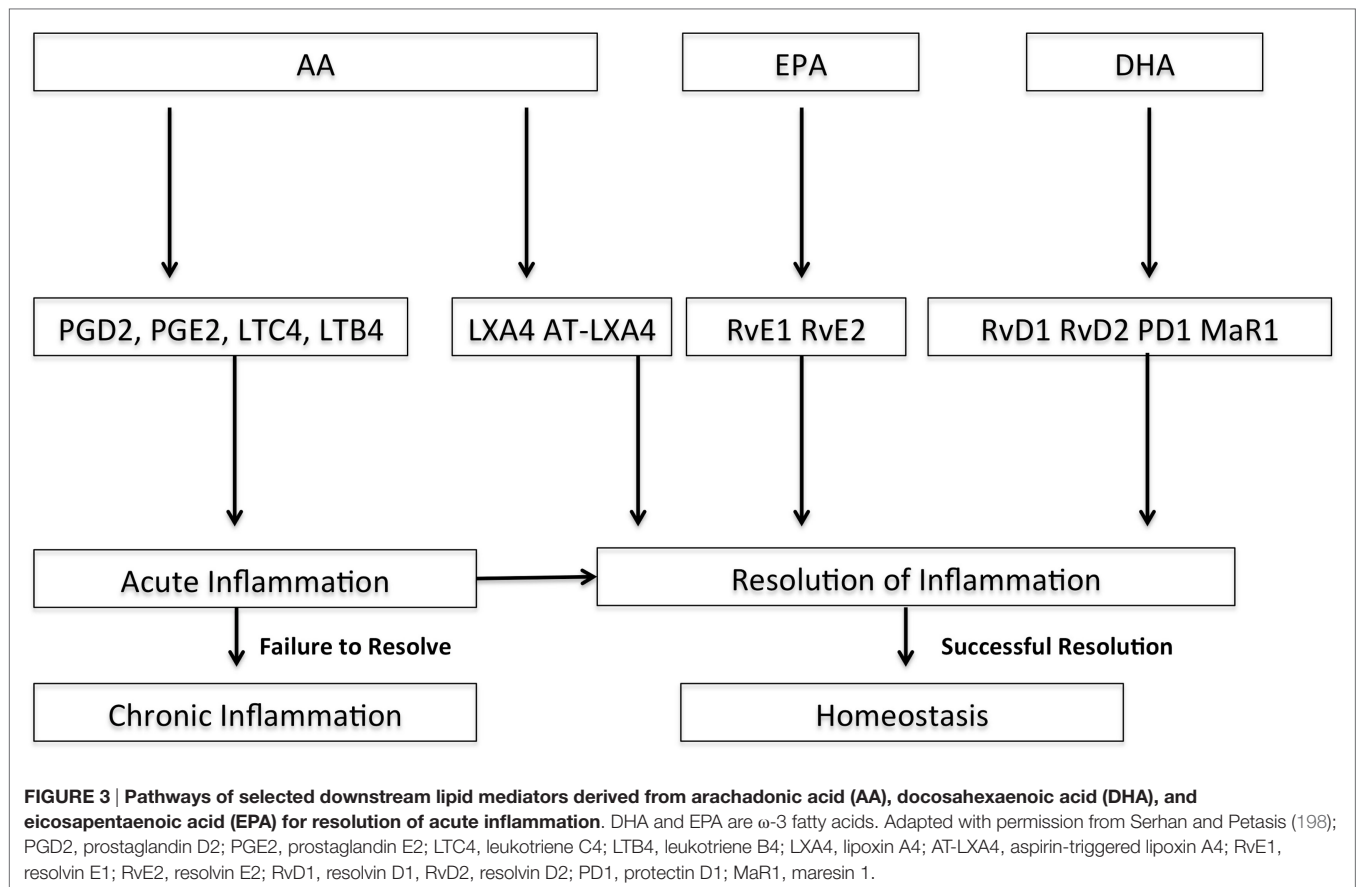 AA
EPA
DHA
PGD2, PGE2, LTC4, LTB4
LXA4 AT-LXA4
RvE1 RvE2
RvD1 RvD2 PD1 MaR1
Acute Inflammation
Resolution of Inflammation
Failure to Resolve
Successful Resolution
Chronic Inflammation
Homeostasis
FIGURE 3 | Pathways of selected downstream lipid mediators derived from arachadonic acid (AA), docosahexaenoic acid (DHA), and
eicosapentaenoic acid (EPA) for resolution of acute inflammation. DHA and EPA are ω-3 fatty acids. Adapted with permission from Serhan and Petasis (198);
PGD2, prostaglandin D2; PGE2, prostaglandin E2; LTC4, leukotriene C4; LTB4, leukotriene B4; LXA4, lipoxin A4; AT-LXA4, aspirin-triggered lipoxin A4; RvE1,
resolvin E1; RvE2, resolvin E2; RvD1, resolvin D1, RvD2, resolvin D2; PD1, protectin D1; MaR1, maresin 1.